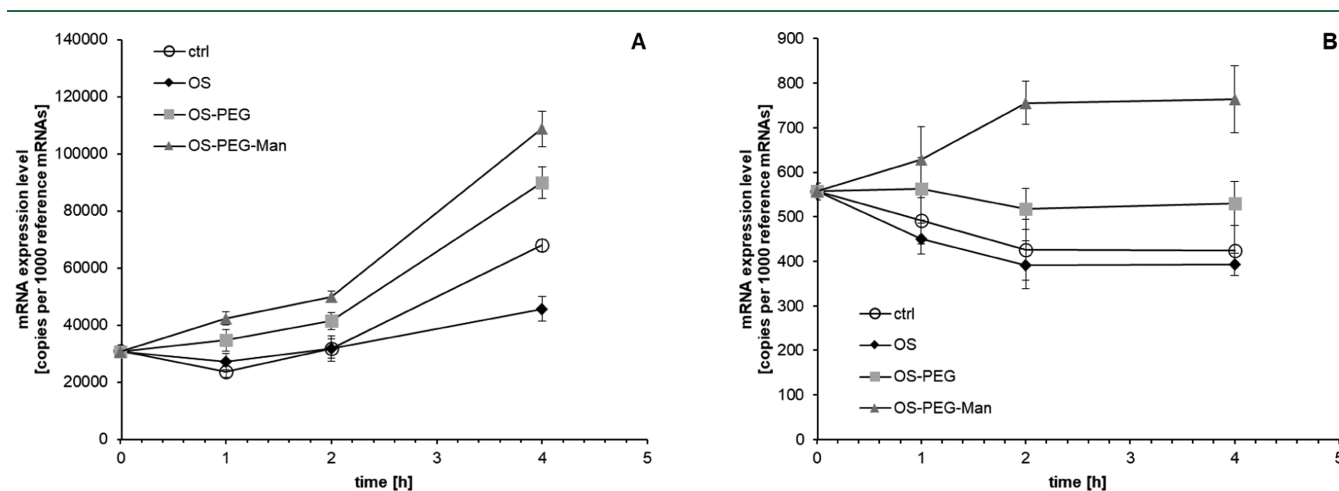 A
ctrl
OS
OS-PEG
OS-PEG-Man
mRNA expression level
[copies per 1000 reference mRNAs]
140000
120000
100000
80000
60000
40000
20000
0
0 1 2 3 4 5
time [h]
B
mRNA expression level
[copies per 1000 reference mRNAs]
900
800
700
600
500
400
300
200
100
0
ctrl
OS
OS-PEG
OS-PEG-Man
0 1 2 3 4 5
time [h]